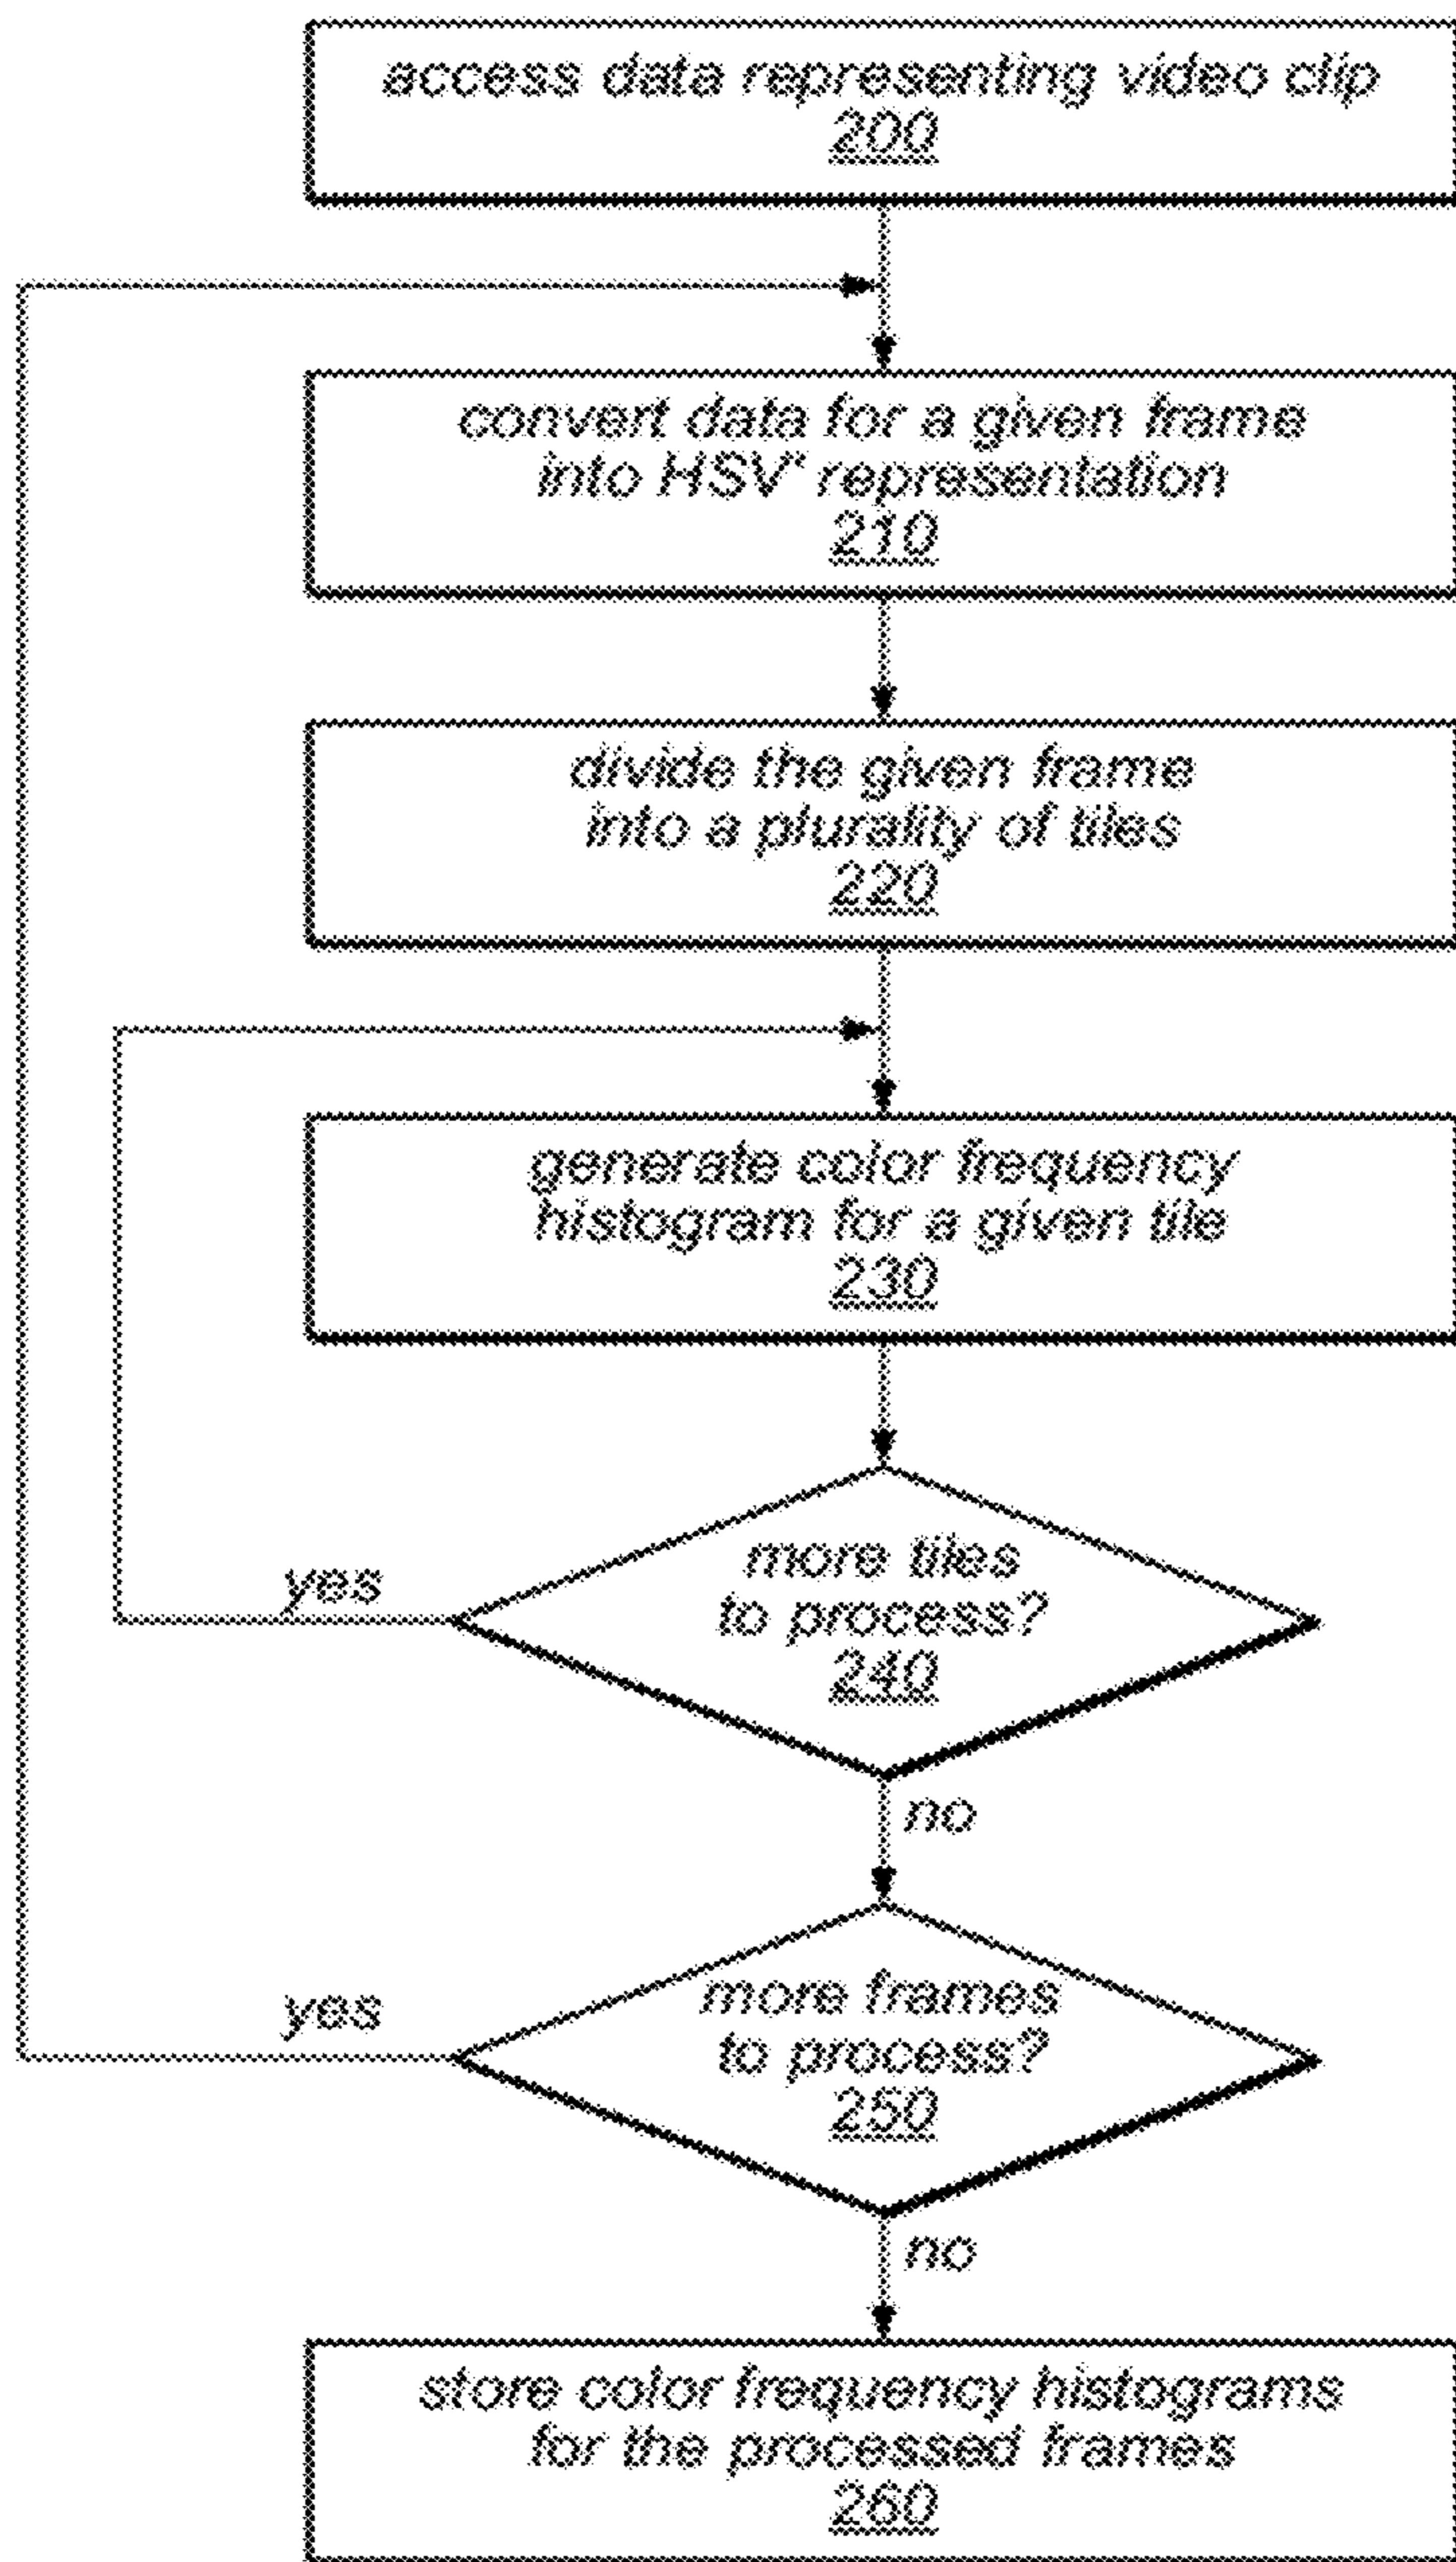 access data representing video clip
200
convert data for a given frame
into HSV* representation
210
divide the given frame
into a plurality of tiles
220
generate color frequency
histogram for a given tile
230
more tiles
to process?
240
yes
no
more frames
to process?
250
yes
no
store color frequency histograms
for the processed frames
260